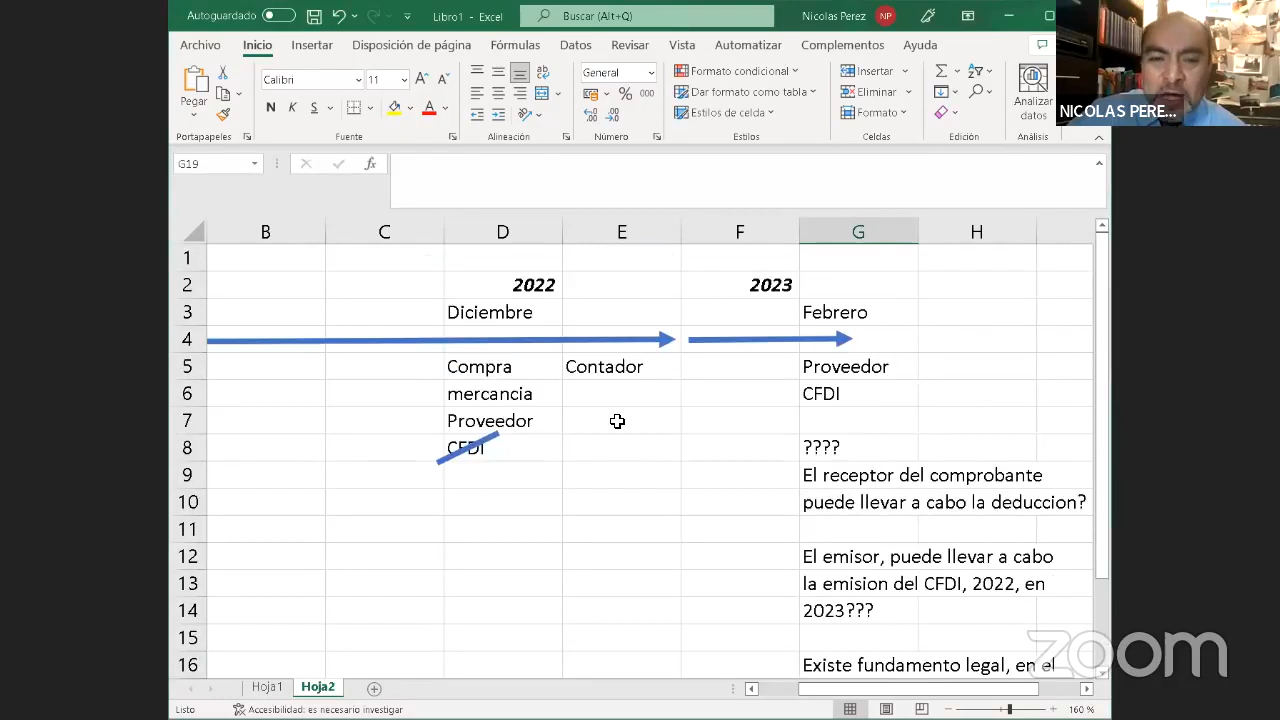 Autoguardado
Libro1 - Excel
Buscar (Alt+Q)
Nicolas Perez
NP
Archivo
Inicio
Insertar
Disposición de página
Fórmulas
Datos
Revisar
Vista
Automatizar
Complementos
Ayuda
NICOLAS PERE...
Pegar
Calibri
11
N K S
General
% 000
Formato condicional
Dar formato como tabla
Estilos de celda
Insertar
Eliminar
Formato
Analizar
datos
Portapapeles
Fuente
Alineación
Número
Estilos
Celdas
Edición
Análisis
G19
fx
B C D E F G H
1
2 2022 2023
3 Diciembre Febrero
4
5 Compra Contador Proveedor
6 mercancia CFDI
7 Proveedor
8 CFDI ????
9 El receptor del comprobante
10 puede llevar a cabo la deduccion?
11
12 El emisor, puede llevar a cabo
13 la emision del CFDI, 2022, en
14 2023???
15
16 Existe fundamento legal, en el
zoom
Hoja1
Hoja2
Listo
Accesibilidad: es necesario investigar
160 %